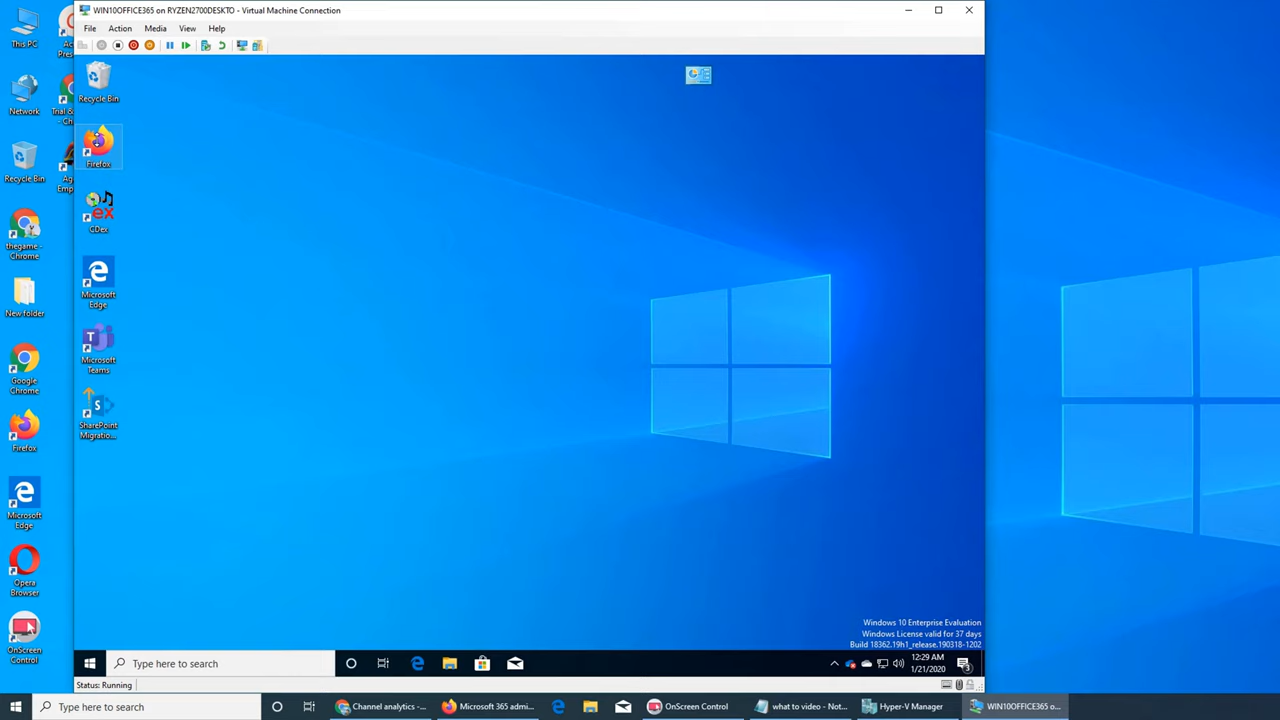 WIN10OFFICE365 on RYZEN2700DESKTO - Virtual Machine Connection
File Action Media View Help
This PC
Network
Recycle Bin
thegame -
Chrome
New folder
Google
Chrome
Firefox
Microsoft
Edge
Opera
Browser
OnScreen
Control
Recycle Bin
Firefox
CDex
Microsoft
Edge
Microsoft
Teams
SharePoint
Migratio...
Windows 10 Enterprise Evaluation
Windows License valid for 37 days
Build 18362.19h1_release.190318-1202
Type here to search
12:29 AM
1/21/2020
3
Status: Running
Type here to search
Channel analytics -...
Microsoft 365 admi...
OnScreen Control
what to video - Not...
Hyper-V Manager
WIN10OFFICE365 o...